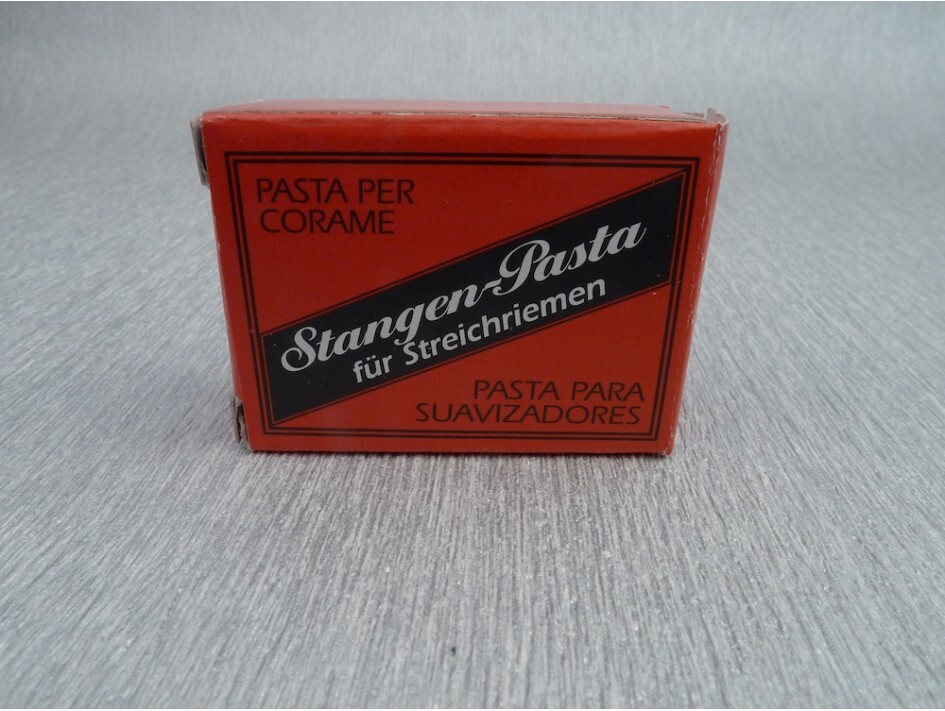 PASTA PER
CORAME
Stangen-Pasta
für Streichriemen
PASTA PARA
SUAVIZADORES